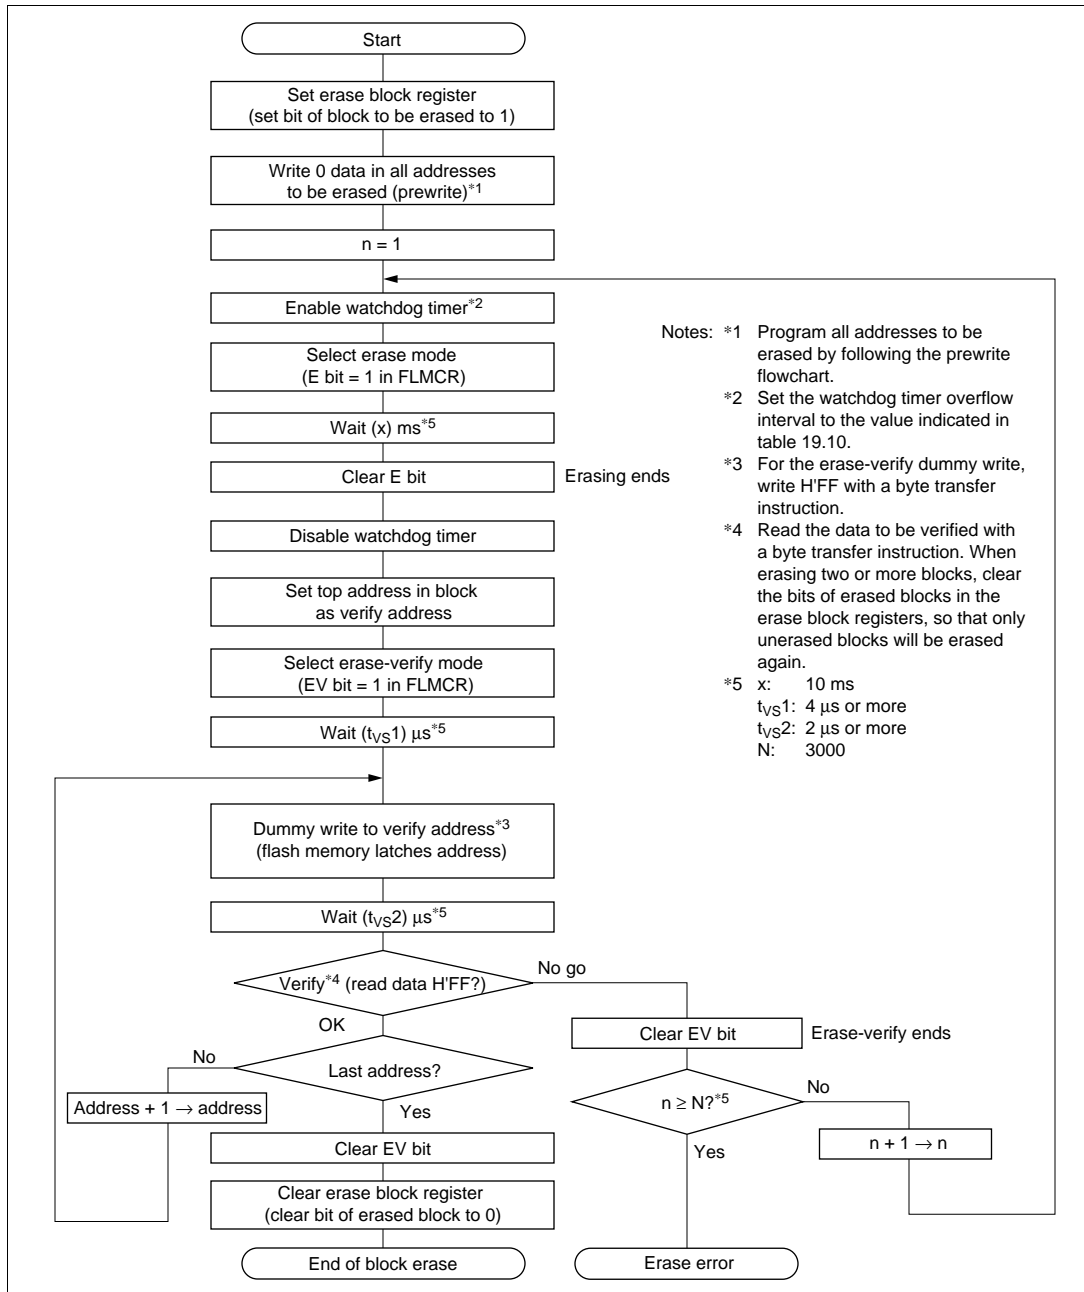 Start
Set erase block register
(set bit of block to be erased to 1)
Write 0 data in all addresses
to be erased (prewrite)*1
n = 1
Enable watchdog timer*2
Select erase mode
(E bit = 1 in FLMCR)
Wait (x) ms*5
Clear E bit
Erasing ends
Disable watchdog timer
Set top address in block
as verify address
Select erase-verify mode
(EV bit = 1 in FLMCR)
Wait (tVS1) μs*5
Dummy write to verify address*3
(flash memory latches address)
Wait (tVS2) μs*5
Verify*4 (read data H'FF?)
No go
OK
Clear EV bit
Erase-verify ends
Last address?
No
Address + 1 → address
Yes
n ≥ N?*5
No
n + 1 → n
Yes
Clear EV bit
Clear erase block register
(clear bit of erased block to 0)
End of block erase
Erase error
Notes: *1 Program all addresses to be
erased by following the prewrite
flowchart.
*2 Set the watchdog timer overflow
interval to the value indicated in
table 19.10.
*3 For the erase-verify dummy write,
write H'FF with a byte transfer
instruction.
*4 Read the data to be verified with
a byte transfer instruction. When
erasing two or more blocks, clear
the bits of erased blocks in the
erase block registers, so that only
unerased blocks will be erased
again.
*5 x: 10 ms
tVS1: 4 μs or more
tVS2: 2 μs or more
N: 3000